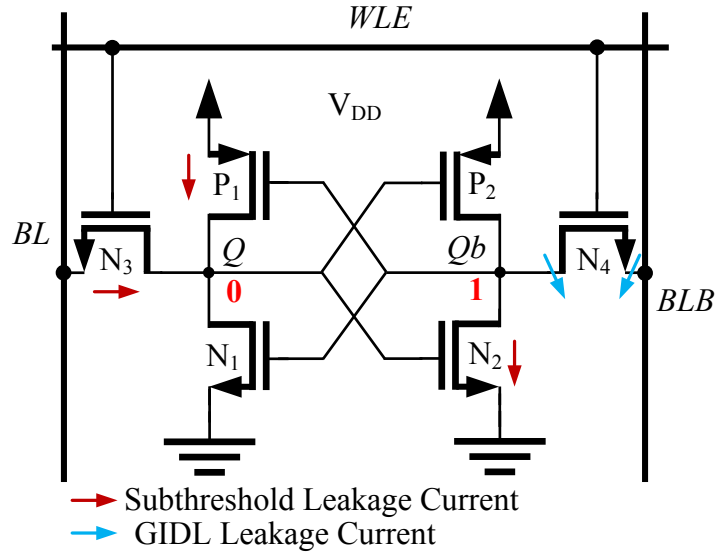 WLE
VDD
P1
P2
BL
N3
Q
Qb
N4
0
1
BLB
N1
N2
Subthreshold Leakage Current
GIDL Leakage Current